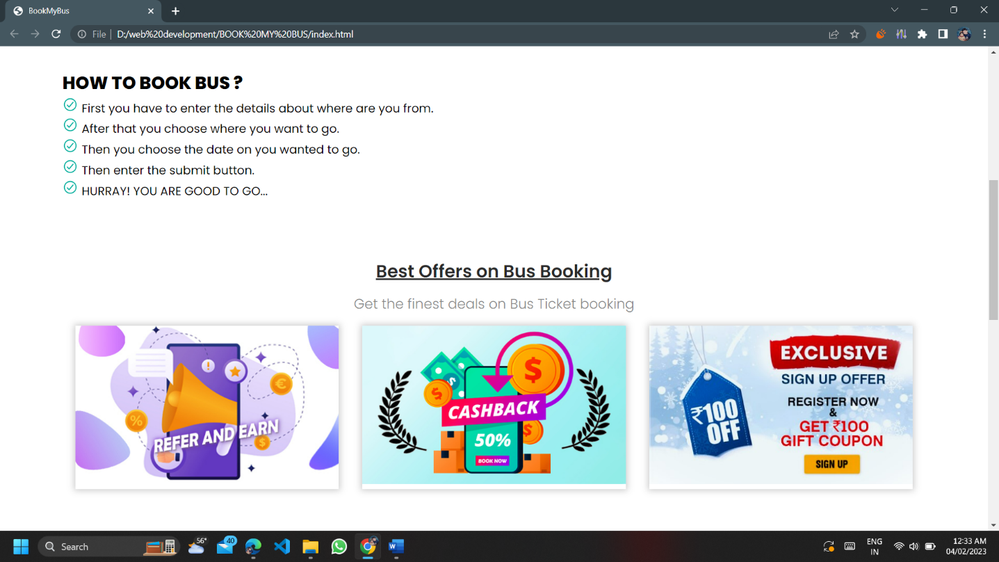 BookMyBus
File
D:/web%20development/BOOK%20MY%20BUS/index.html
HOW TO BOOK BUS ?
First you have to enter the details about where are you from.
After that you choose where you want to go.
Then you choose the date on you wanted to go.
Then enter the submit button.
HURRAY! YOU ARE GOOD TO GO...
Best Offers on Bus Booking
Get the finest deals on Bus Ticket booking
REFER AND EARN
CASHBACK
50%
BOOK NOW
EXCLUSIVE
SIGN UP OFFER
₹100
OFF
REGISTER NOW
&
GET ₹100
GIFT COUPON
SIGN UP
Search
56°
40
ENG
IN
12:33 AM
04/02/2023